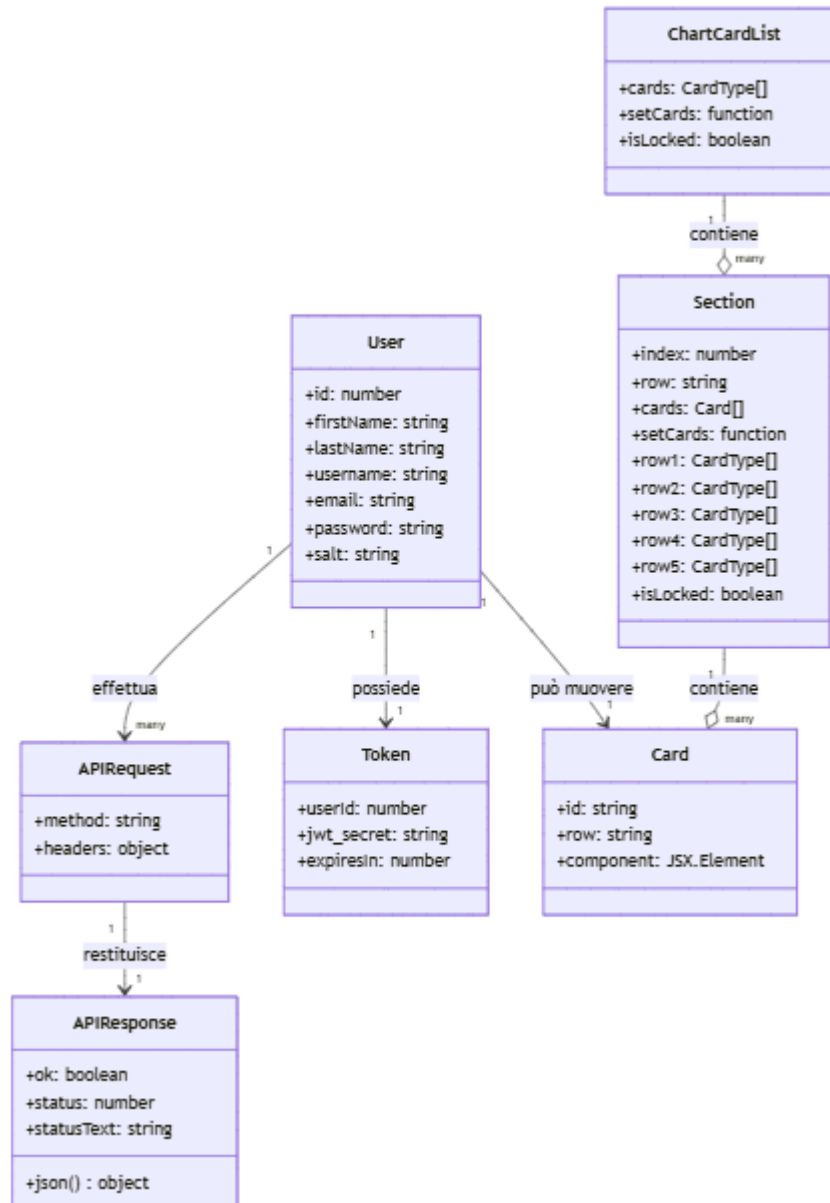 ChartCardList
+cards: CardType[]
+setCards: function
+isLocked: boolean
1
contiene
many
Section
+index: number
+row: string
+cards: Card[]
+setCards: function
+row1: CardType[]
+row2: CardType[]
+row3: CardType[]
+row4: CardType[]
+row5: CardType[]
+isLocked: boolean
1
contiene
many
User
+id: number
+firstName: string
+lastName: string
+username: string
+email: string
+password: string
+salt: string
1
effettua
many
1
possiede
1
1
può muovere
1
APIRequest
+method: string
+headers: object
Token
+userId: number
+jwt_secret: string
+expiresIn: number
Card
+id: string
+row: string
+component: JSX.Element
1
restituisce
1
APIResponse
+ok: boolean
+status: number
+statusText: string
+json() : object